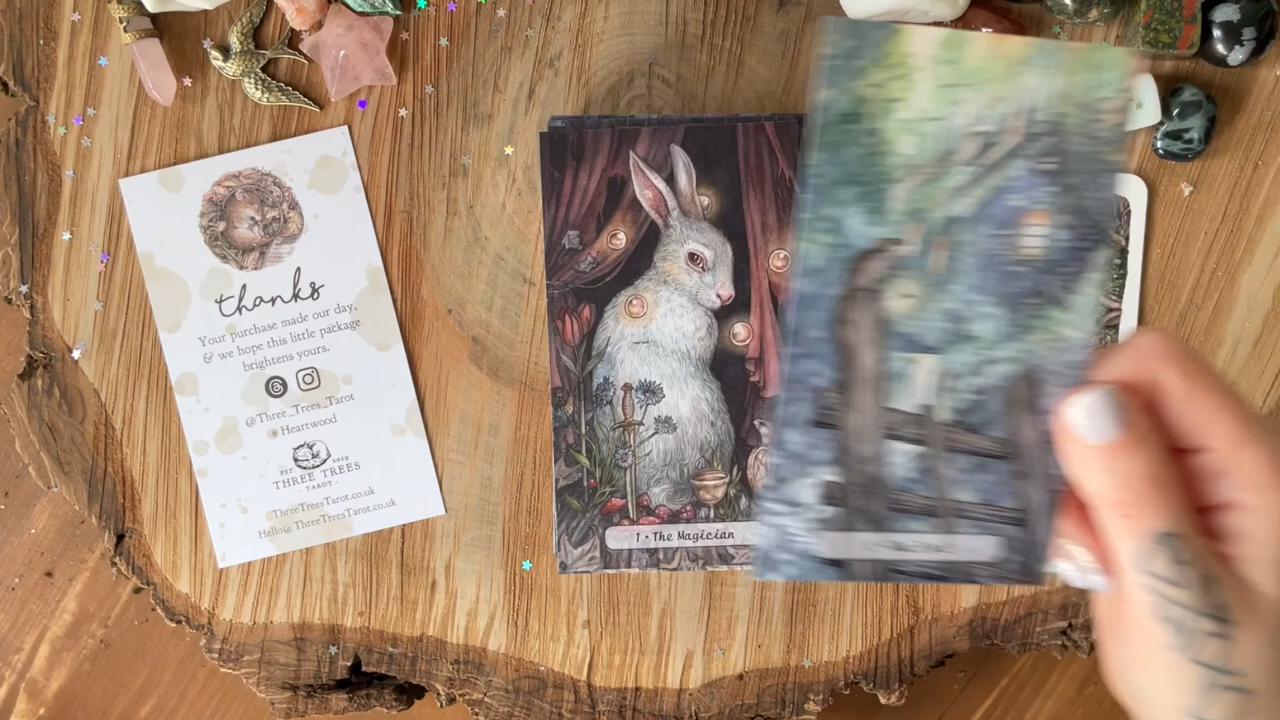 thanks
Your purchase made our day,
& we hope this little package
brightens yours.
@Three_Trees_Tarot
#Heartwood
EST. 2019
THREE TREES
· TAROT ·
ThreeTreesTarot.co.uk
Hello@ThreeTreesTarot.co.uk
1 • The Magician